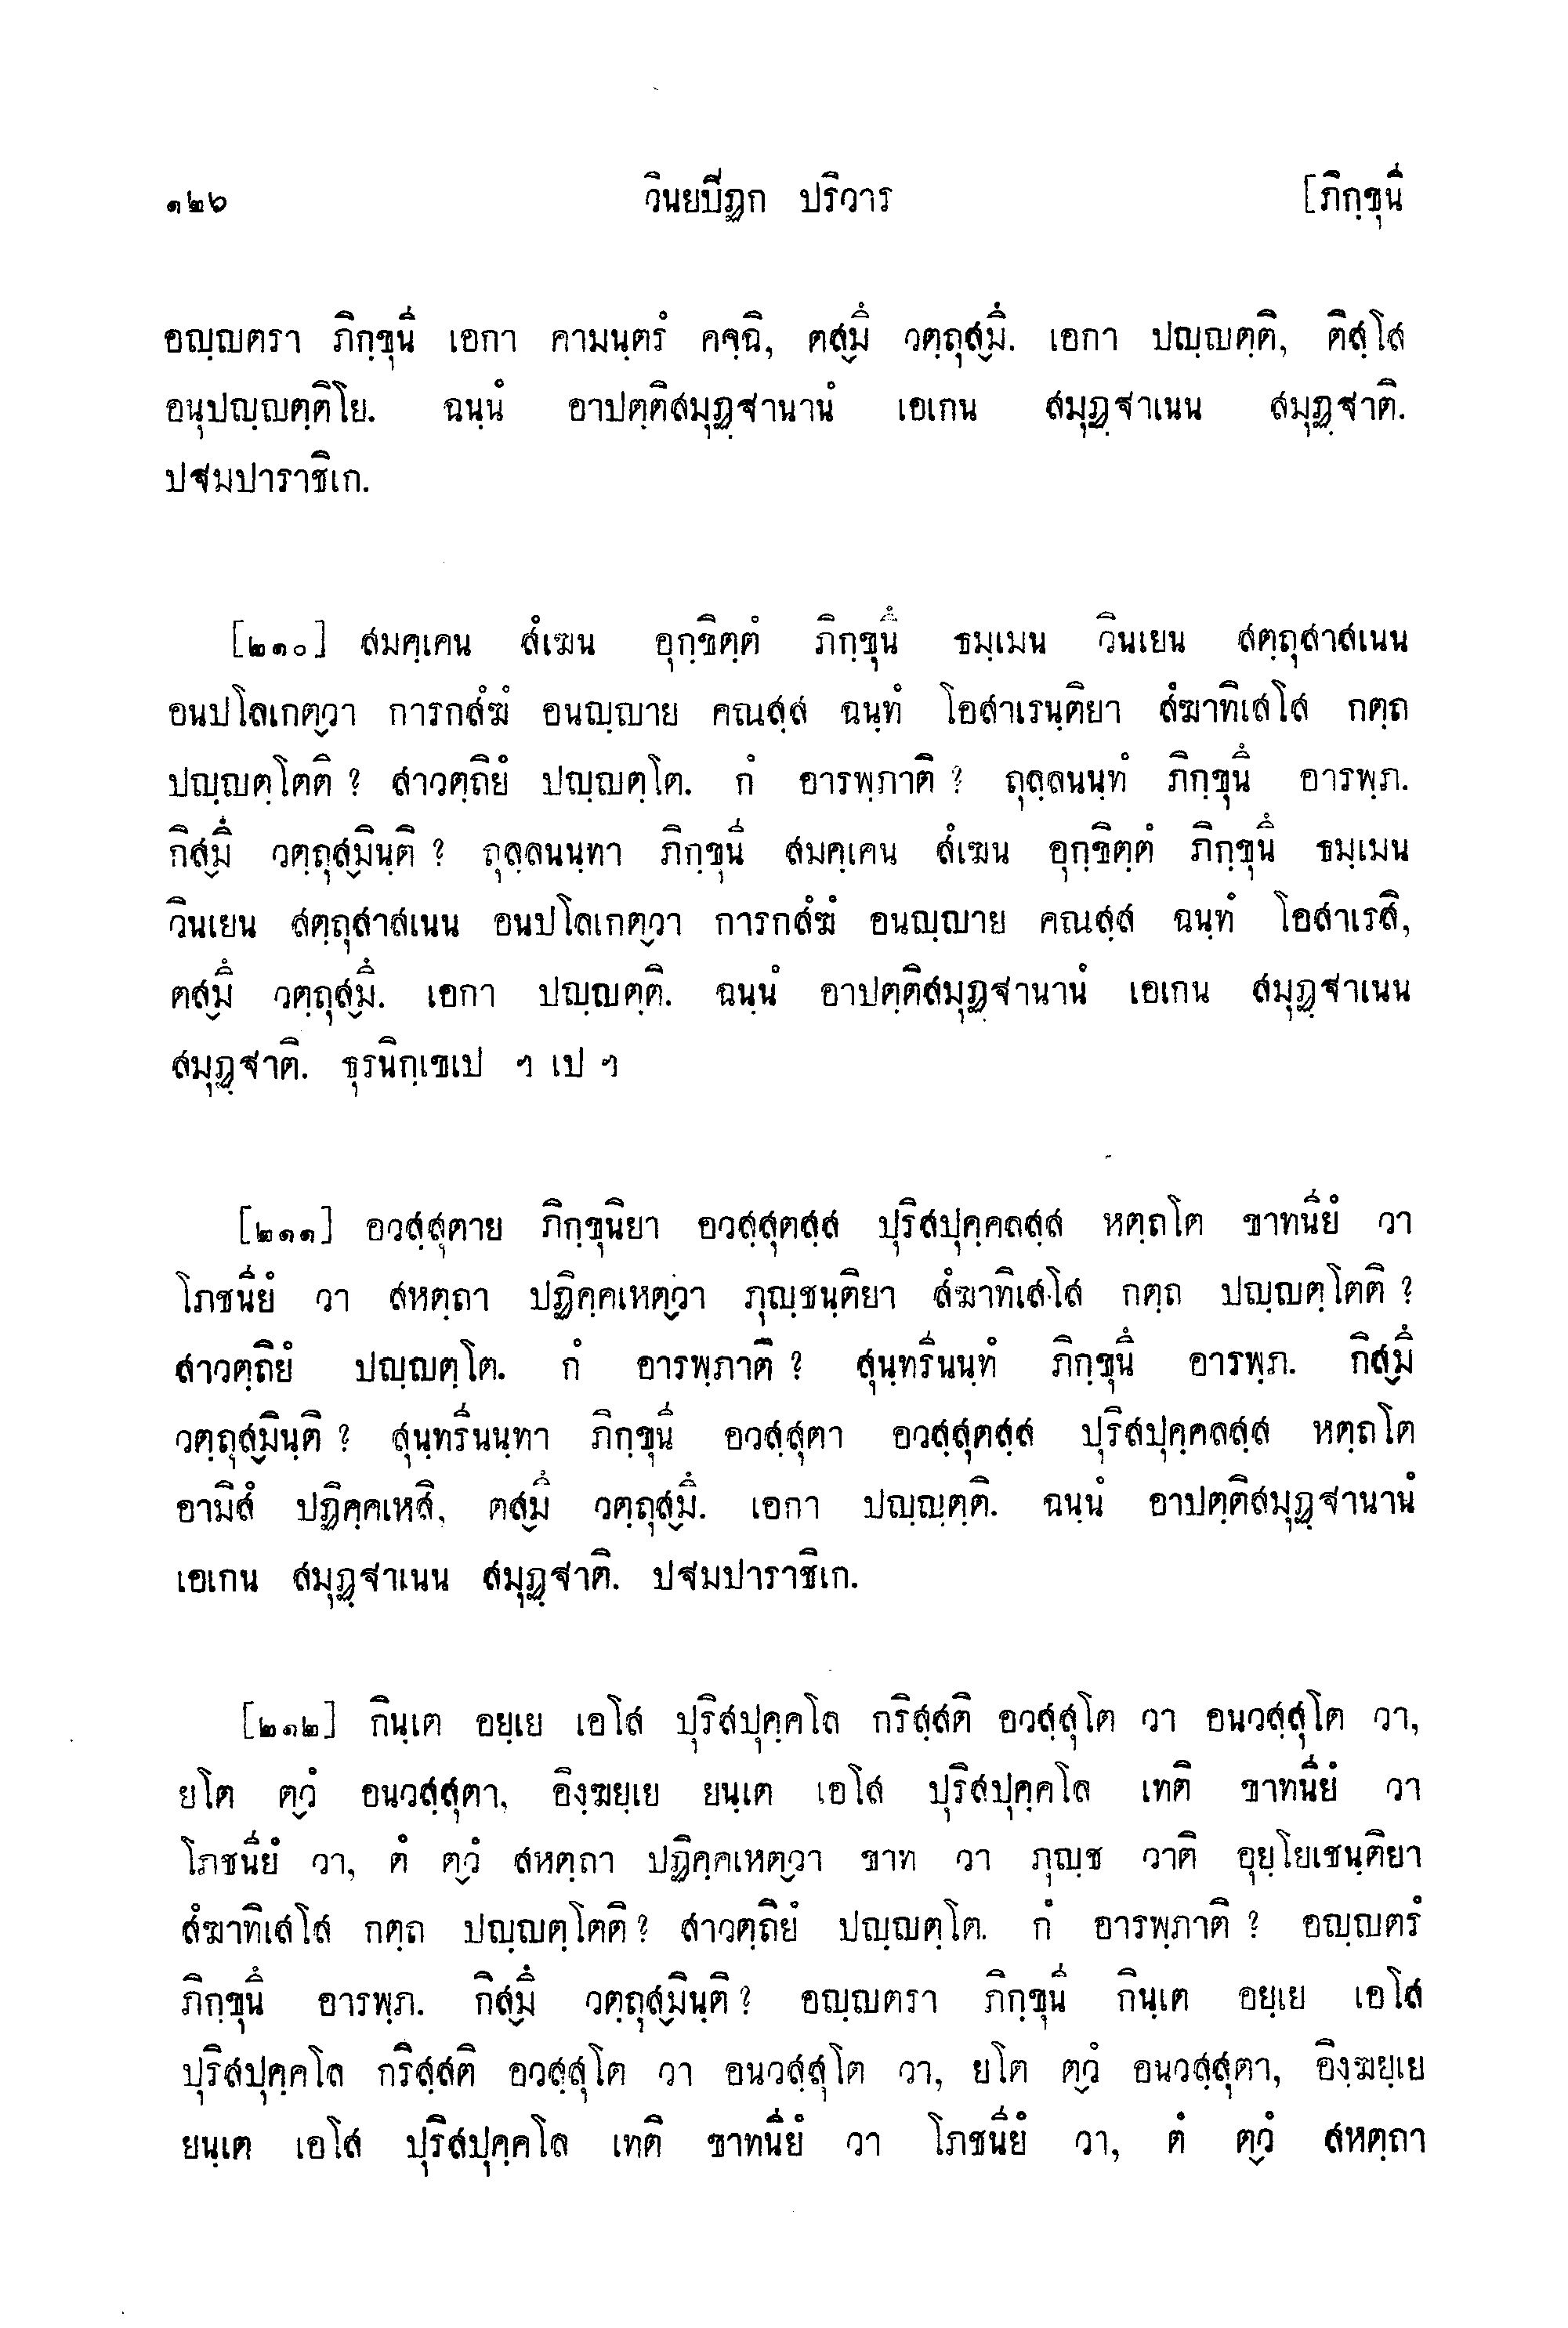 ๑๒๖ วินยปีฏก ปริวาร [ภิกฺขุนี
อญฺญตรา ภิกฺขุนี เอกา คามนฺตรํ คจฺฉิ, ตสฺมึ วตฺถุสฺมึ. เอกา ปญฺญตฺติ, ติสฺโส
อนุปญฺญตฺติโย. ฉนฺนํ อาปตฺติสมุฏฺฐานานํ เอเกน สมุฏฺฐาเนน สมุฏฺฐาติ.
ปฐมปาราชิเก.
[๒๑๐] สมคฺเคน สํเฆน อุกฺขิตฺตํ ภิกฺขุนึ ธมฺเมน วินเยน สตฺถุสาสเนน
อนปโลเกตฺวา การกสํฆํ อนญฺญาย คณสฺส ฉนฺทํ โอสาเรนฺติยา สํฆาทิเสโส กตฺถ
ปญฺญตฺโตติ ? สาวตฺถิยํ ปญฺญตฺโต. กํ อารพฺภาติ ? ถุลฺลนนฺทํ ภิกฺขุนึ อารพฺภ.
กิสฺมึ วตฺถุสฺมินฺติ ? ถุลฺลนนฺทา ภิกฺขุนี สมคฺเคน สํเฆน อุกฺขิตฺตํ ภิกฺขุนึ ธมฺเมน
วินเยน สตฺถุสาสเนน อนปโลเกตฺวา การกสํฆํ อนญฺญาย คณสฺส ฉนฺทํ โอสาเรสิ,
ตสฺมึ วตฺถุสฺมึ. เอกา ปญฺญตฺติ. ฉนฺนํ อาปตฺติสมุฏฺฐานานํ เอเกน สมุฏฺฐาเนน
สมุฏฺฐาติ. ธุรนิกฺเขเป ฯ เป ฯ
[๒๑๑] อวสฺสุตาย ภิกฺขุนิยา อวสฺสุตสฺส ปุริสปุคฺคลสฺส หตฺถโต ขาทนียํ วา
โภชนียํ วา สหตฺถา ปฏิคฺคเหตฺวา ภุญฺชนฺติยา สํฆาทิเสโส กตฺถ ปญฺญตฺโตติ ?
สาวตฺถิยํ ปญฺญตฺโต. กํ อารพฺภาติ ? สุนฺทรีนนฺทํ ภิกฺขุนึ อารพฺภ. กิสฺมึ
วตฺถุสฺมินฺติ ? สุนฺทรีนนฺทา ภิกฺขุนี อวสฺสุตา อวสฺสุตสฺส ปุริสปุคฺคลสฺส หตฺถโต
อามิสํ ปฏิคฺคเหสิ, ตสฺมึ วตฺถุสฺมึ. เอกา ปญฺญตฺติ. ฉนฺนํ อาปตฺติสมุฏฺฐานานํ
เอเกน สมุฏฺฐาเนน สมุฏฺฐาติ. ปฐมปาราชิเก.
[๒๑๒] กินฺเต อยฺเย เอโส ปุริสปุคฺคโล กริสฺสติ อวสฺสุโต วา อนวสฺสุโต วา,
ยโต ตฺวํ อนวสฺสุตา, อิงฺฆยฺเย ยนฺเต เอโส ปุริสปุคฺคโล เทติ ขาทนียํ วา
โภชนียํ วา, ตํ ตฺวํ สหตฺถา ปฏิคฺคเหตฺวา ขาท วา ภุญฺช วาติ อุยฺโยเชนฺติยา
สํฆาทิเสโส กตฺถ ปญฺญตฺโตติ ? สาวตฺถิยํ ปญฺญตฺโต. กํ อารพฺภาติ ? อญฺญตรํ
ภิกฺขุนึ อารพฺภ. กิสฺมึ วตฺถุสฺมินฺติ ? อญฺญตรา ภิกฺขุนี กินฺเต อยฺเย เอโส
ปุริสปุคฺคโล กริสฺสติ อวสฺสุโต วา อนวสฺสุโต วา, ยโต ตฺวํ อนวสฺสุตา, อิงฺฆยฺเย
ยนฺเต เอโส ปุริสปุคฺคโล เทติ ขาทนียํ วา โภชนียํ วา, ตํ ตฺวํ สหตฺถา